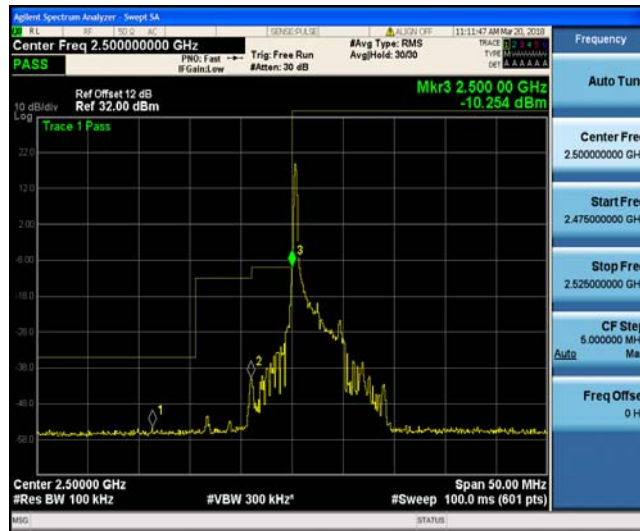 Agilent Spectrum Analyzer - Swept SA
RL RF 50 Ω AC SENSE:PULSE ALIGN OFF 11:11:47 AM Mar 20, 2018
Center Freq 2.500000000 GHz
#Avg Type: RMS
TRACE 1 2 3 4 5 6
PASS
PNO: Fast
Trig: Free Run
Avg|Hold: 30/30
TYPE
IFGain:Low
#Atten: 30 dB
DET A A A A A A
Mkr3 2.500 00 GHz
-10.254 dBm
Ref Offset 12 dB
10 dB/div Ref 32.00 dBm
Log
Trace 1 Pass
22.0
12.0
2.00
-8.00
-18.0
-28.0
-38.0
-48.0
-58.0
1
2
3
Center 2.50000 GHz
Span 50.00 MHz
#Res BW 100 kHz
#VBW 300 kHz*
#Sweep 100.0 ms (601 pts)
MSG
STATUS
Frequency
Auto Tun
Center Fre
2.500000000 GH
Start Fre
2.475000000 GH
Stop Fre
2.525000000 GH
CF Ste
5.000000 MH
Auto Ma
Freq Offse
0 H